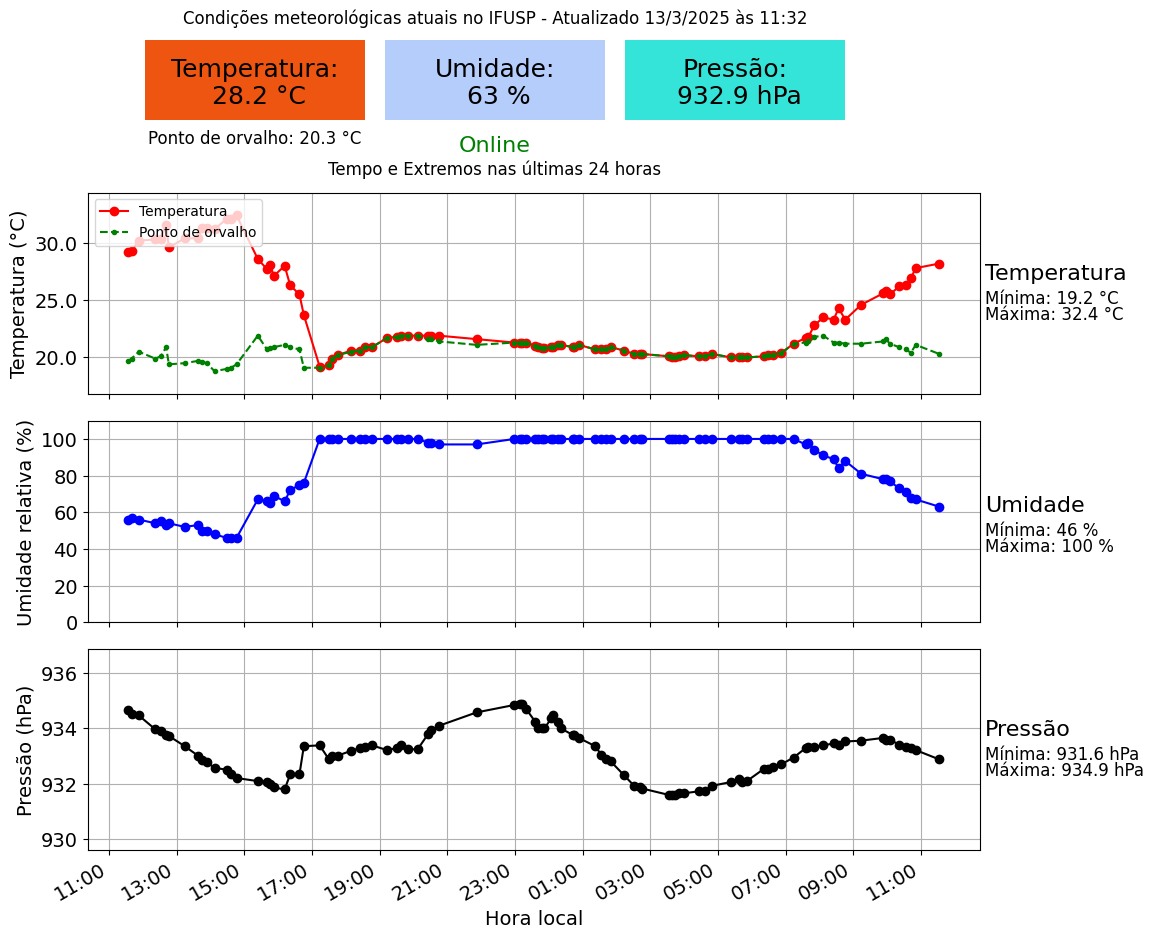 Condições meteorológicas atuais no IFUSP - Atualizado 13/3/2025 às 11:32
Temperatura:
28.2 °C
Umidade:
63 %
Pressão:
932.9 hPa
Ponto de orvalho: 20.3 °C
Online
Tempo e Extremos nas últimas 24 horas
Temperatura (°C)
30.0
25.0
20.0
Temperatura
Ponto de orvalho
Temperatura
Mínima: 19.2 °C
Máxima: 32.4 °C
Umidade relativa (%)
100
80
60
40
20
0
Umidade
Mínima: 46 %
Máxima: 100 %
Pressão (hPa)
936
934
932
930
Pressão
Mínima: 931.6 hPa
Máxima: 934.9 hPa
11:00
13:00
15:00
17:00
19:00
21:00
23:00
01:00
03:00
05:00
07:00
09:00
11:00
Hora local